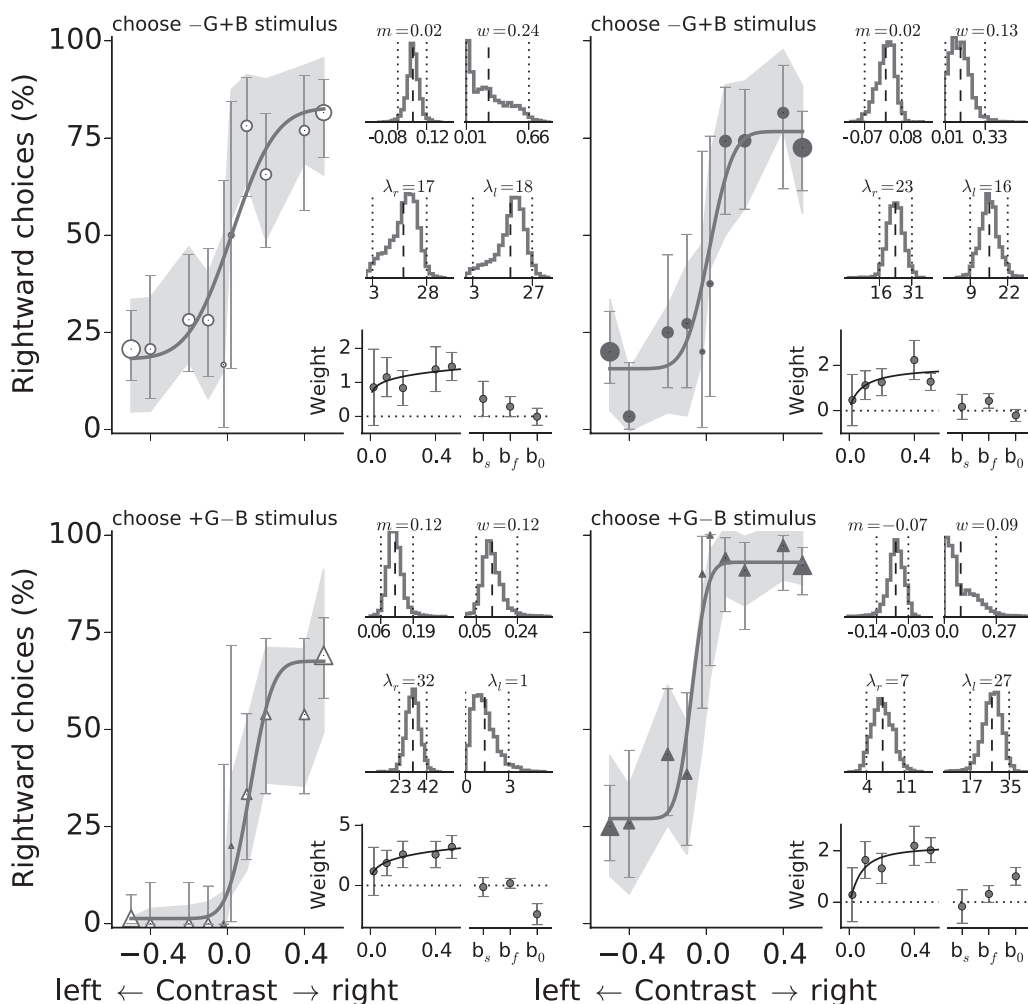 choose −G+B stimulus
Rightward choices (%)
100
75
50
25
0
m=0.02
-0.08 0.12
w=0.24
0.01 0.66
λr=17
3 28
λl=18
3 27
Weight
2
1
0
0.0 0.4
bs bf b0
choose −G+B stimulus
m=0.02
-0.07 0.08
w=0.13
0.01 0.33
λr=23
16 31
λl=16
9 22
Weight
2
0
0.0 0.4
bs bf b0
choose +G−B stimulus
Rightward choices (%)
100
75
50
25
0
−0.4 0.0 0.4
left ← Contrast → right
m=0.12
0.06 0.19
w=0.12
0.05 0.24
λr=32
23 42
λl=1
0 3
Weight
5
0
0.0 0.4
bs bf b0
choose +G−B stimulus
−0.4 0.0 0.4
left ← Contrast → right
m=−0.07
-0.14 -0.03
w=0.09
0.0 0.27
λr=7
4 11
λl=27
17 35
Weight
2
0
0.0 0.4
bs bf b0